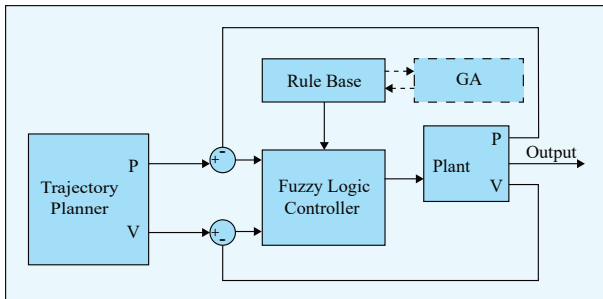 Rule Base
GA
P
Output
V
Plant
P
V
Trajectory
Planner
+
-
+
-
Fuzzy Logic
Controller